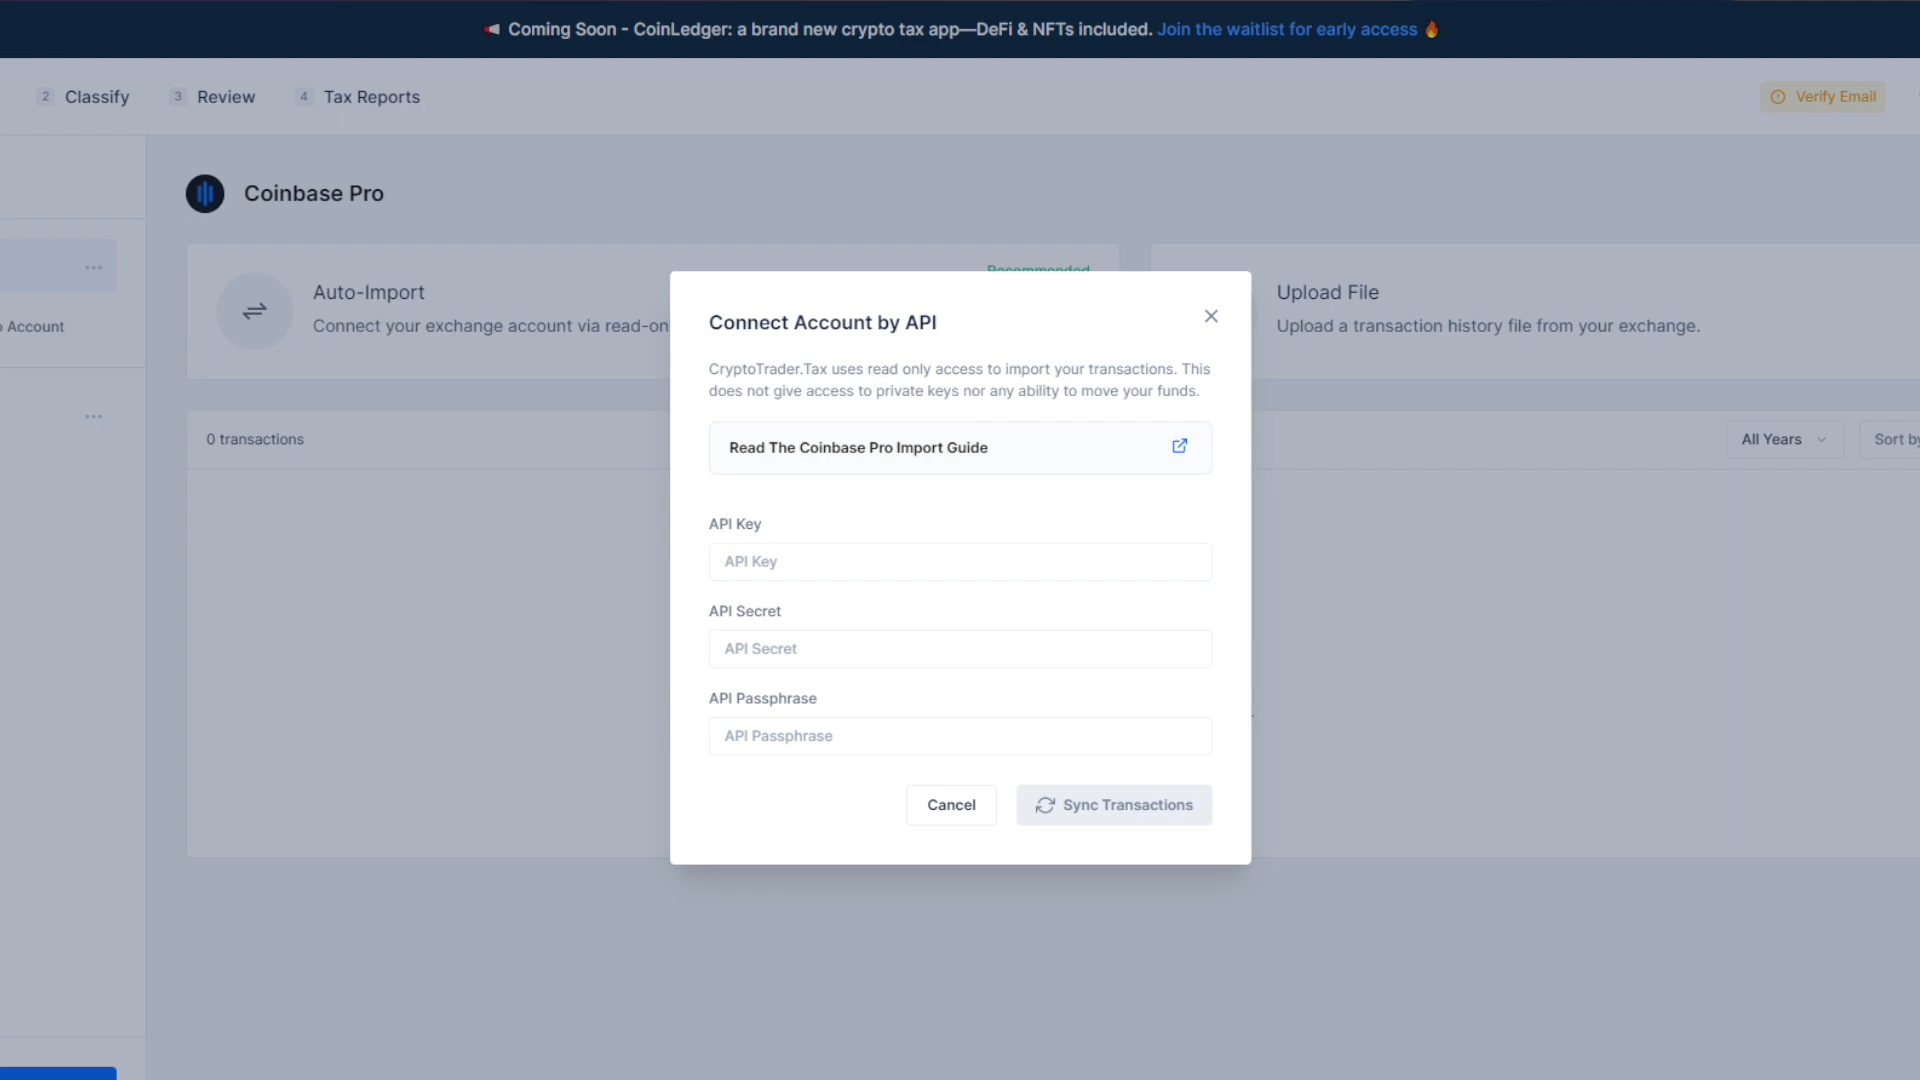 Coming Soon - CoinLedger: a brand new crypto tax app—DeFi & NFTs included. Join the waitlist for early access
2 Classify 3 Review 4 Tax Reports
Verify Email
Coinbase Pro
Account
Auto-Import
Connect your exchange account via read-on
Recommended
Upload File
Upload a transaction history file from your exchange.
0 transactions
All Years
Sort by
Connect Account by API
CryptoTrader.Tax uses read only access to import your transactions. This
does not give access to private keys nor any ability to move your funds.
Read The Coinbase Pro Import Guide
API Key
API Key
API Secret
API Secret
API Passphrase
API Passphrase
Cancel
Sync Transactions